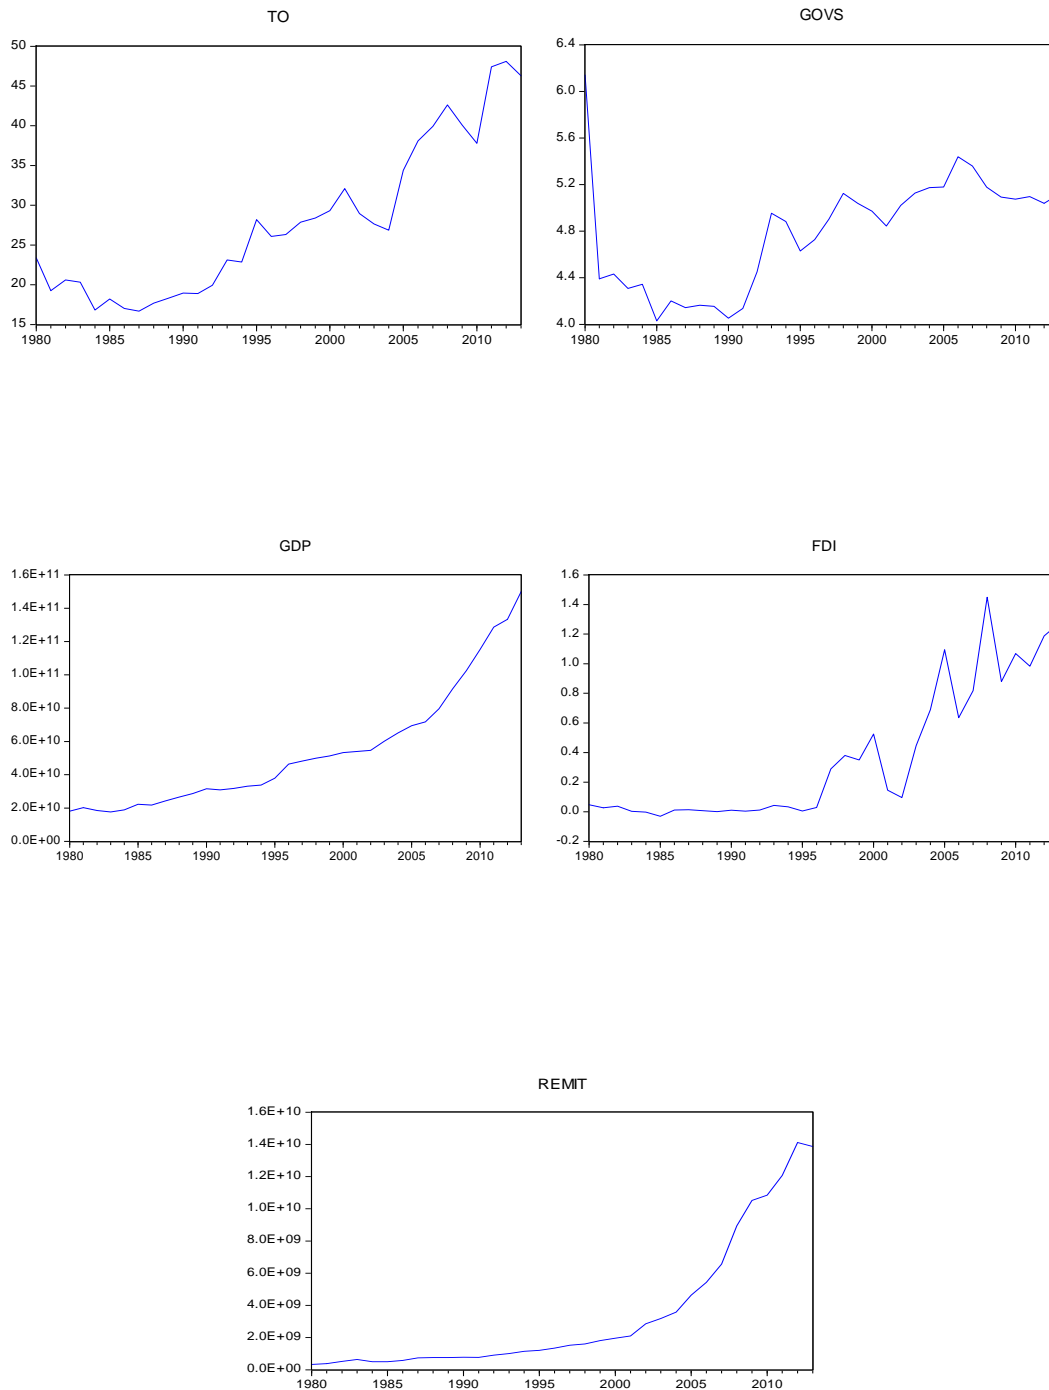 TO
50
45
40
35
30
25
20
15
1980 1985 1990 1995 2000 2005 2010
GOVS
6.4
6.0
5.6
5.2
4.8
4.4
4.0
1980 1985 1990 1995 2000 2005 2010
GDP
1.6E+11
1.4E+11
1.2E+11
1.0E+11
8.0E+10
6.0E+10
4.0E+10
2.0E+10
0.0E+00
1980 1985 1990 1995 2000 2005 2010
FDI
1.6
1.4
1.2
1.0
0.8
0.6
0.4
0.2
0.0
-0.2
1980 1985 1990 1995 2000 2005 2010
REMIT
1.6E+10
1.4E+10
1.2E+10
1.0E+10
8.0E+09
6.0E+09
4.0E+09
2.0E+09
0.0E+00
1980 1985 1990 1995 2000 2005 2010